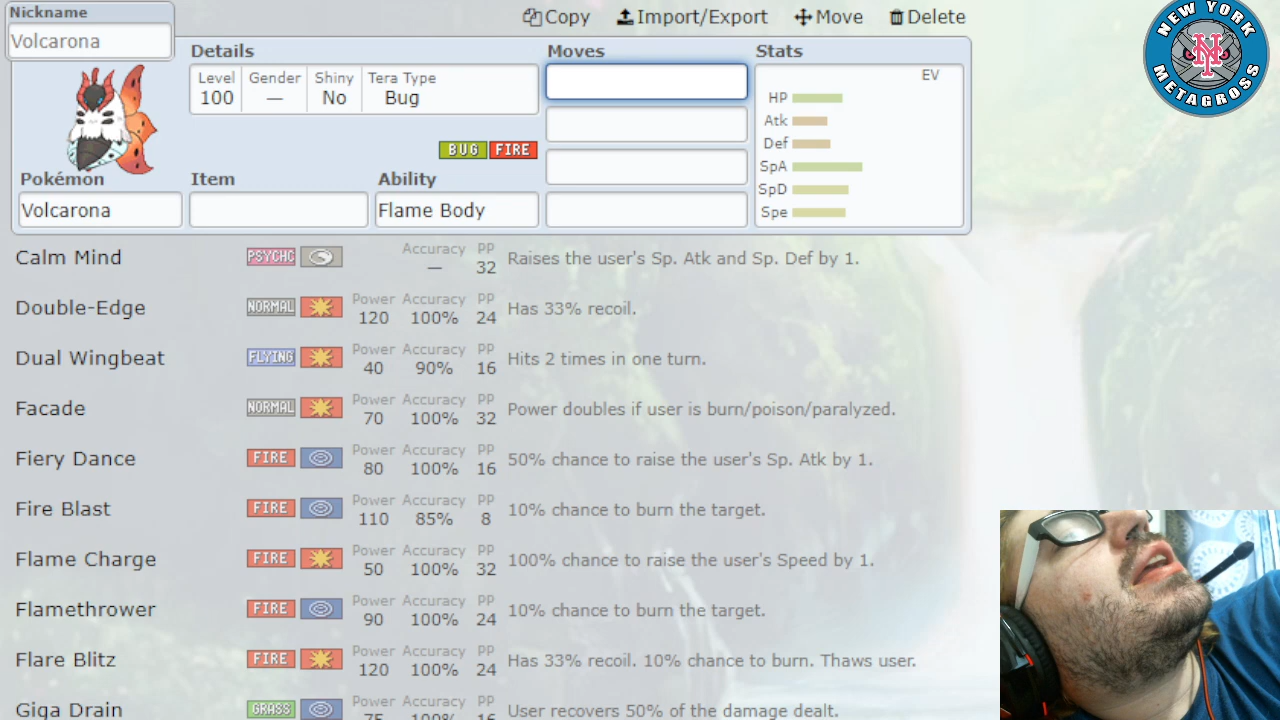 Nickname
Volcarona
Copy Import/Export Move Delete
NEW YORK
NY
METAGROSS
Details
Level Gender Shiny Tera Type
100 — No Bug
BUG FIRE
Pokémon Item Ability
Volcarona Flame Body
Moves
Stats
EV
HP
Atk
Def
SpA
SpD
Spe
Calm Mind PSYCHC Accuracy — PP 32 Raises the user's Sp. Atk and Sp. Def by 1.
Double-Edge NORMAL Power 120 Accuracy 100% PP 24 Has 33% recoil.
Dual Wingbeat FLYING Power 40 Accuracy 90% PP 16 Hits 2 times in one turn.
Facade NORMAL Power 70 Accuracy 100% PP 32 Power doubles if user is burn/poison/paralyzed.
Fiery Dance FIRE Power 80 Accuracy 100% PP 16 50% chance to raise the user's Sp. Atk by 1.
Fire Blast FIRE Power 110 Accuracy 85% PP 8 10% chance to burn the target.
Flame Charge FIRE Power 50 Accuracy 100% PP 32 100% chance to raise the user's Speed by 1.
Flamethrower FIRE Power 90 Accuracy 100% PP 24 10% chance to burn the target.
Flare Blitz FIRE Power 120 Accuracy 100% PP 24 Has 33% recoil. 10% chance to burn. Thaws user.
Giga Drain GRASS Power 75 Accuracy 100% PP 16 User recovers 50% of the damage dealt.